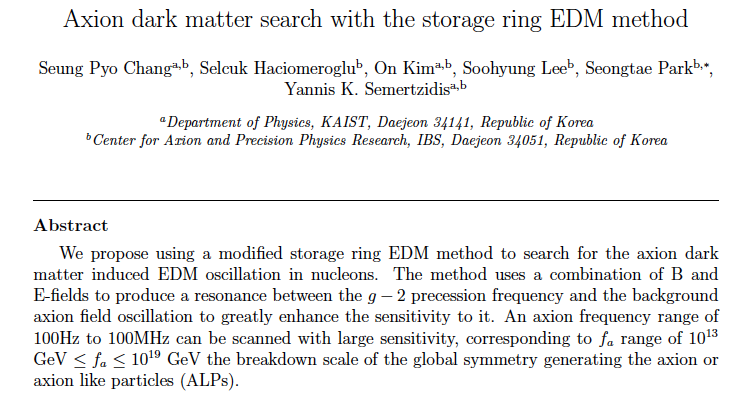 Axion dark matter search with the storage ring EDM method
Seung Pyo Chang^{a,b}, Selcuk Haciomeroglu^{b}, On Kim^{a,b}, Soohyung Lee^{b}, Seongtae Park^{b,*},
Yannis K. Semertzidis^{a,b}
^{a}Department of Physics, KAIST, Daejeon 34141, Republic of Korea
^{b}Center for Axion and Precision Physics Research, IBS, Daejeon 34051, Republic of Korea
Abstract
We propose using a modified storage ring EDM method to search for the axion dark
matter induced EDM oscillation in nucleons. The method uses a combination of B and
E-fields to produce a resonance between the g − 2 precession frequency and the background
axion field oscillation to greatly enhance the sensitivity to it. An axion frequency range of
100Hz to 100MHz can be scanned with large sensitivity, corresponding to f_{a} range of 10^{13}
GeV ≤ f_{a} ≤ 10^{19} GeV the breakdown scale of the global symmetry generating the axion or
axion like particles (ALPs).